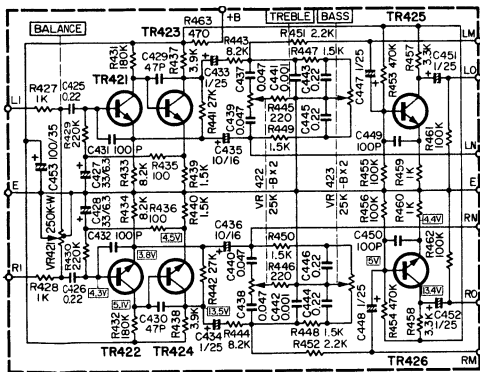 BALANCE
TR423
R463
470
+B
TREBLE
BASS
R451 2.2K
TR425
LM
R431
180K
C429
47P
R437
3.9K
R443
8.2K
R447 1.5K
R453 470K
R457
3.3K
C451
1/25
LO
TR421
C433
1/25
C437
0.047
C441
0.001
C443
0.22
C447 1/25
R427
1K
C425
0.22
L1
R429
220K
R441 27K
C439
0.047
R445
220
C445
0.22
R449
1.5K
C435
10/16
C449
100P
R461
100K
LN
C431 100P
R435
100
C453 100/35
C427
33/6.3
R433
8.2K
R439
1.5K
R455
100K
R459
1K
E
E
VR421
250K-W
C428
33/6.3
R434
8.2K
R436
100
R440
1.5K
VR 422
25K -B×2
VR 423
25K -B×2
R456
100K
R460
1K
4.4V
RN
R430
220K
C432 100P
3.8V
4.5V
C436
10/16
R450
1.5K
C450
100P
R462
100K
C440
0.047
R446
220
C446
0.22
5V
R1
R428
1K
C426
0.22
4.3V
5.1V
R442 27K
13.5V
C438
0.047
C442
0.001
C444
0.22
C448 1/25
R454 470K
13.4V
RO
R432
180K
C430
47P
R438
3.9K
C434
1/25
R444
8.2K
R448 1.5K
R458
3.3K
C452
1/25
R452 2.2K
RM
TR422
TR424
TR426